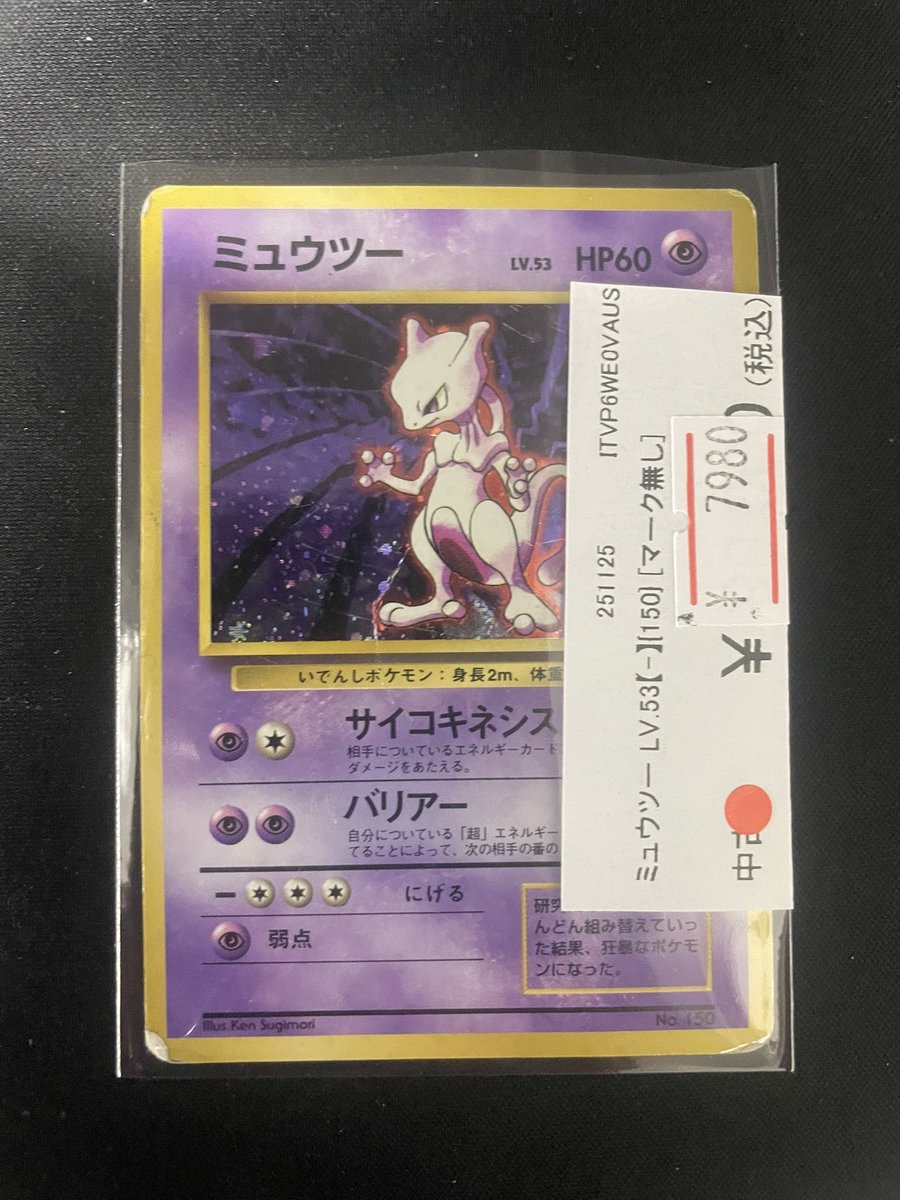 ミュウツー
LV.53 HP60
いでんしポケモン：身長2m、体重
サイコキネシス
相手についているエネルギーカード
ダメージをあたえる。
バリアー
自分についている「超」エネルギー
てることによって、次の相手の番の
にげる
弱点
研究
んどん組み替えていっ
た結果、狂暴なポケモ
ンになった。
Illus.Ken Sugimori
No. 150
251125 ITVP6WE0VAUS
ミュウツー LV.53【-】[150] [マーク無し]
¥ 7980
¥
(税込)
中古